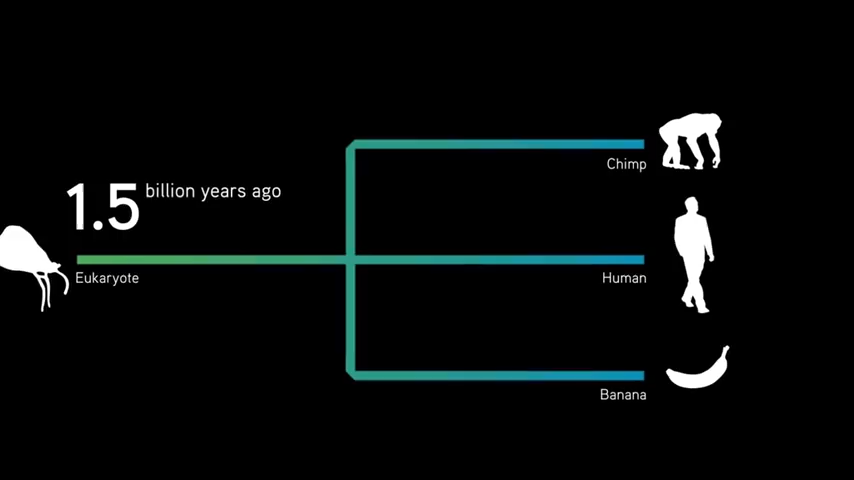 Chimp
1.5 billion years ago
Eukaryote
Human
Banana